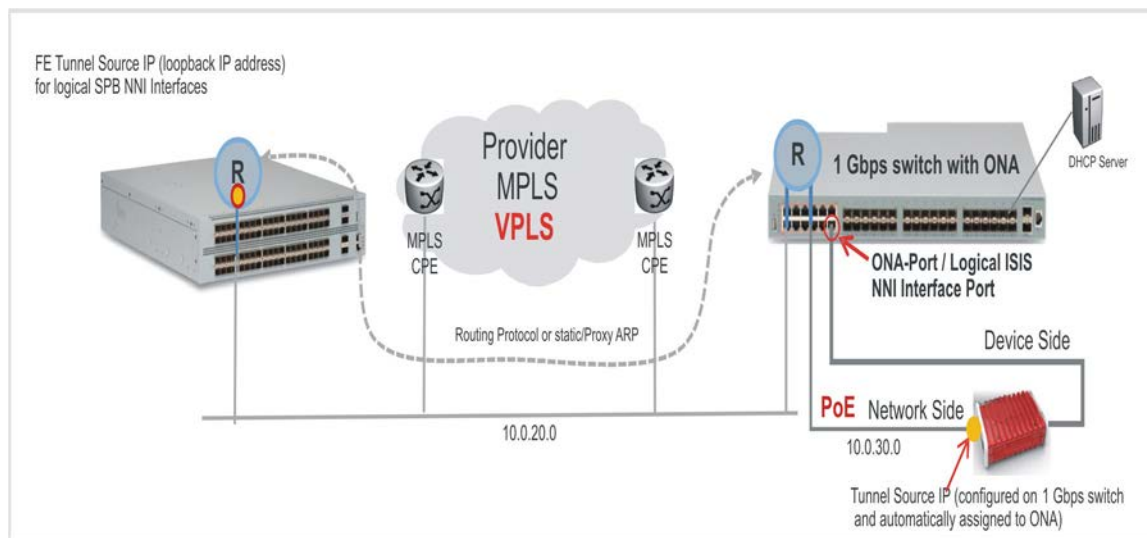 FE Tunnel Source IP (loopback IP address)
for logical SPB NNI Interfaces
R
Provider
MPLS
VPLS
MPLS
CPE
MPLS
CPE
R
1 Gbps switch with ONA
DHCP Server
ONA-Port / Logical ISIS
NNI Interface Port
Routing Protocol or static/Proxy ARP
Device Side
PoE Network Side
10.0.20.0
10.0.30.0
Tunnel Source IP (configured on 1 Gbps switch
and automatically assigned to ONA)